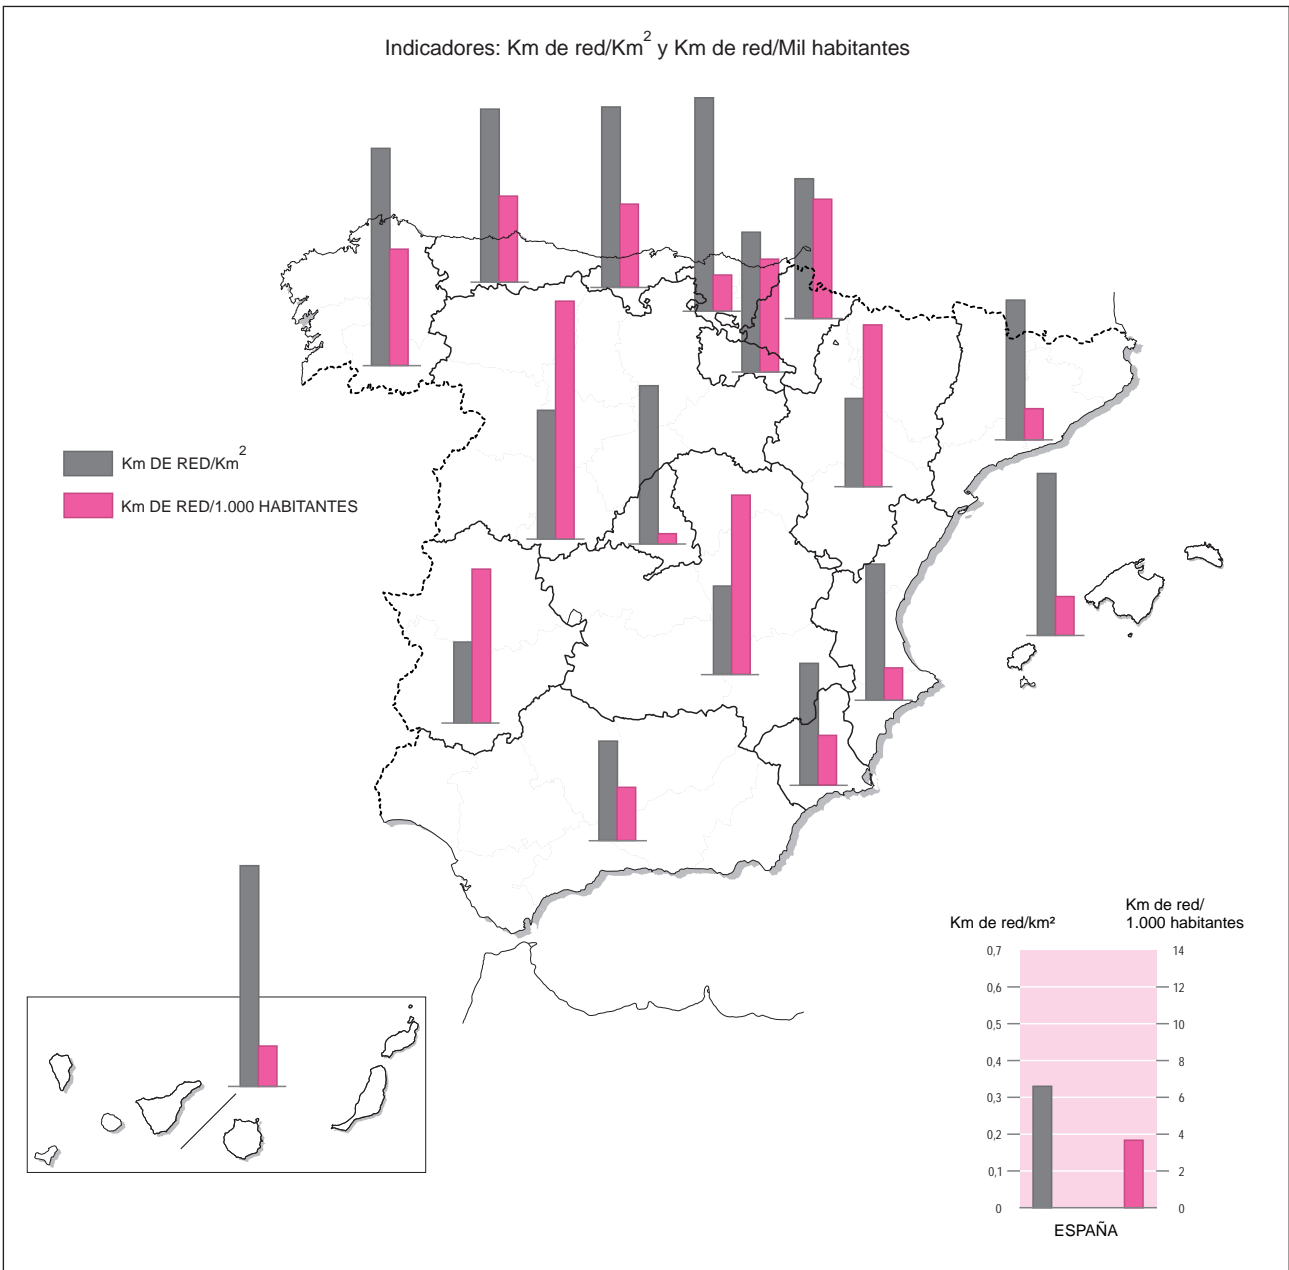 Indicadores: Km de red/Km² y Km de red/Mil habitantes
Km DE RED/Km²
Km DE RED/1.000 HABITANTES
Km de red/km²
Km de red/
1.000 habitantes
0,7 14
0,6 12
0,5 10
0,4 8
0,3 6
0,2 4
0,1 2
0 0
ESPAÑA